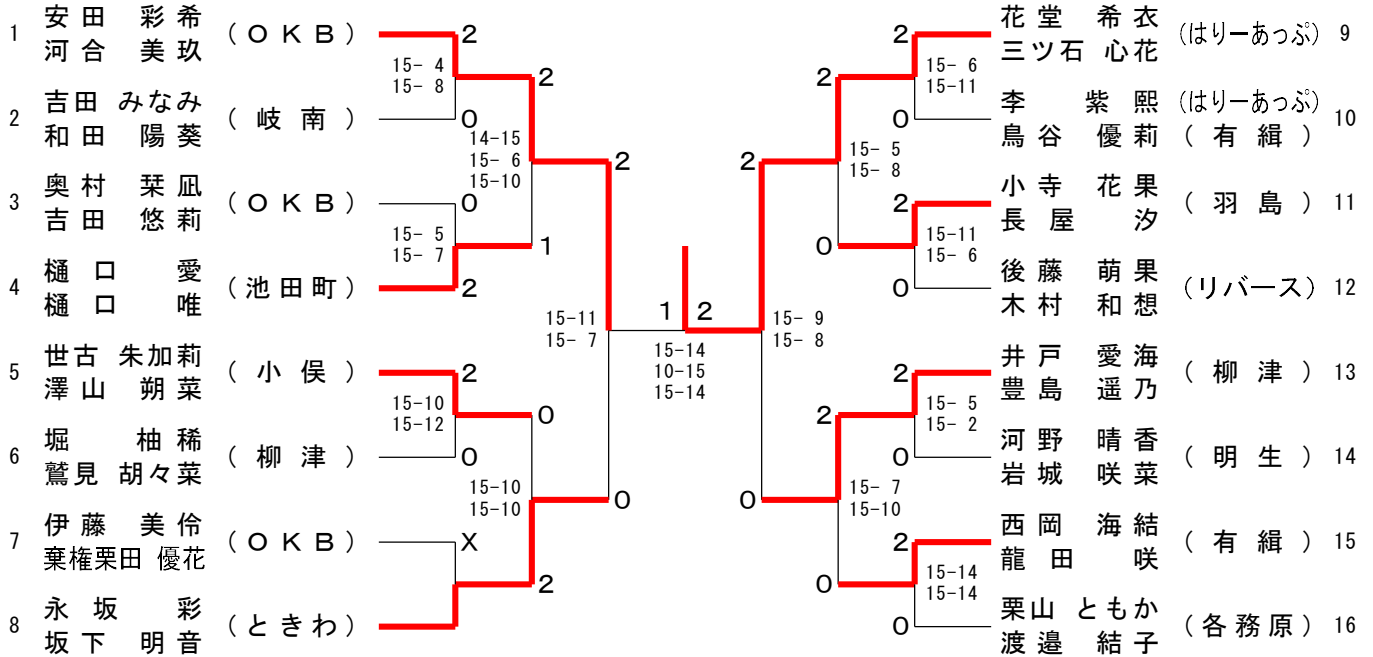 1 安田 彩希 (OKB) 2
河合 美玖
15- 4
15- 8
2
2 吉田 みなみ (岐南) 0
和田 陽葵
14-15
15- 6
15-10
2
3 奥村 栞凪 (OKB) 0
吉田 悠莉
15- 5
15- 7
1
4 樋口 愛 (池田町) 2
樋口 唯
15-11
15- 7
5 世古 朱加莉 (小俣) 2
澤山 朔菜
15-10
15-12
0
6 堀 柚稀 (柳津) 0
鷲見 胡々菜
15-10
15-10
0
7 伊藤 美伶 (OKB) X
棄権栗田 優花
2
8 永坂 彩 (ときわ)
坂下 明音
1 2
15-14
10-15
15-14
2 花堂 希衣 (はりーあっぷ) 9
三ツ石 心花
15- 6
15-11
2
0 李 紫熙 (はりーあっぷ) 10
鳥谷 優莉 (有緝)
15- 5
15- 8
2
2 小寺 花果 (羽島) 11
長屋 汐
15-11
15- 6
0
0 後藤 萌果 (リバース) 12
木村 和想
15- 9
15- 8
2 井戸 愛海 (柳津) 13
豊島 遥乃
15- 5
15- 2
2
0 河野 晴香 (明生) 14
岩城 咲菜
15- 7
15-10
0
2 西岡 海結 (有緝) 15
龍田 咲
15-14
15-14
0
0 栗山 ともか (各務原) 16
渡邉 結子